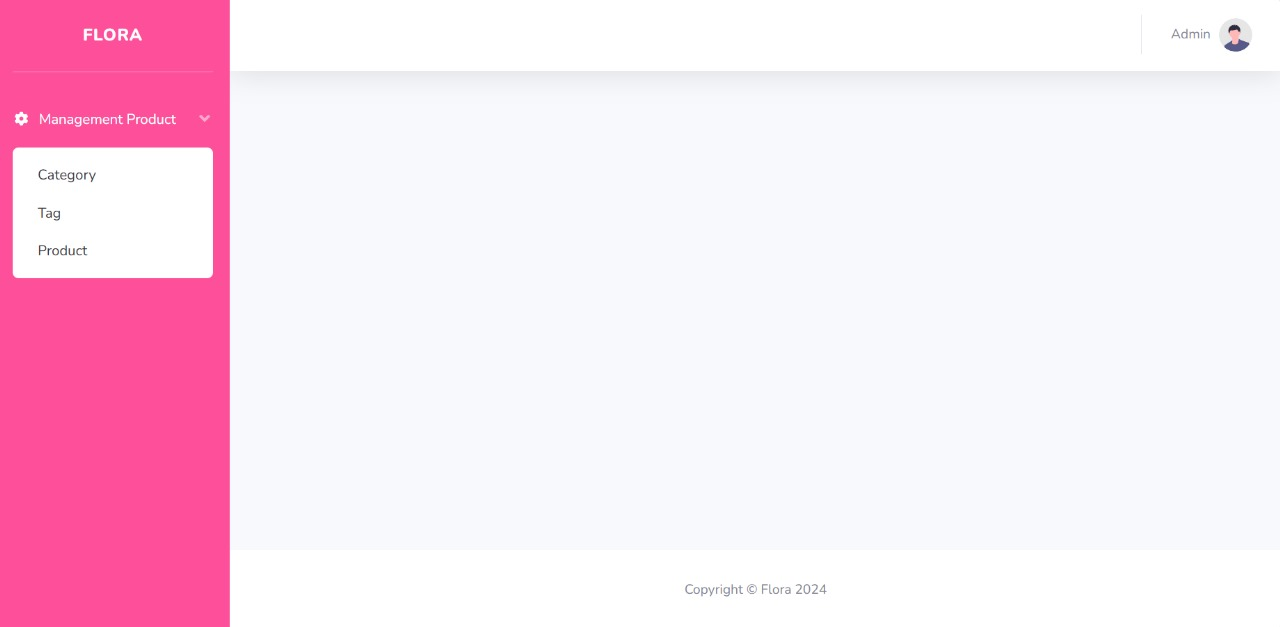 FLORA
Admin
Management Product
Category
Tag
Product
Copyright © Flora 2024